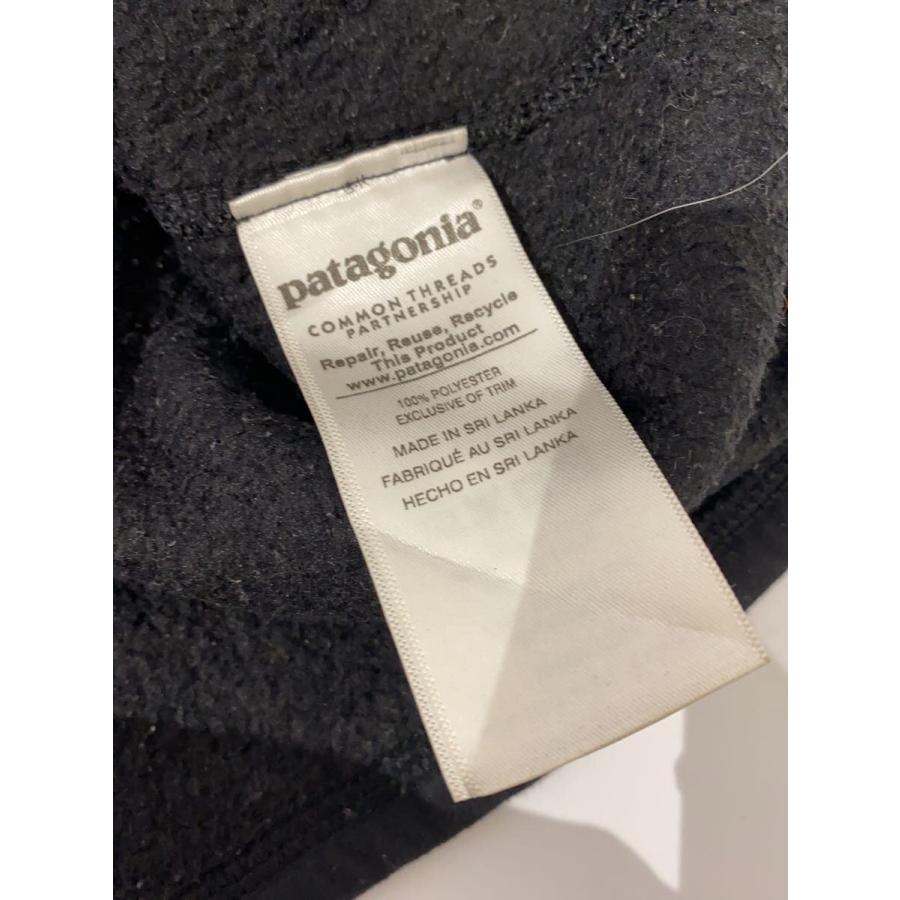 patagonia®
COMMON THREADS
PARTNERSHIP
Repair, Reuse, Recycle
This Product
www.patagonia.com
100% POLYESTER
EXCLUSIVE OF TRIM
MADE IN SRI LANKA
FABRIQUÉ AU SRI LANKA
HECHO EN SRI LANKA